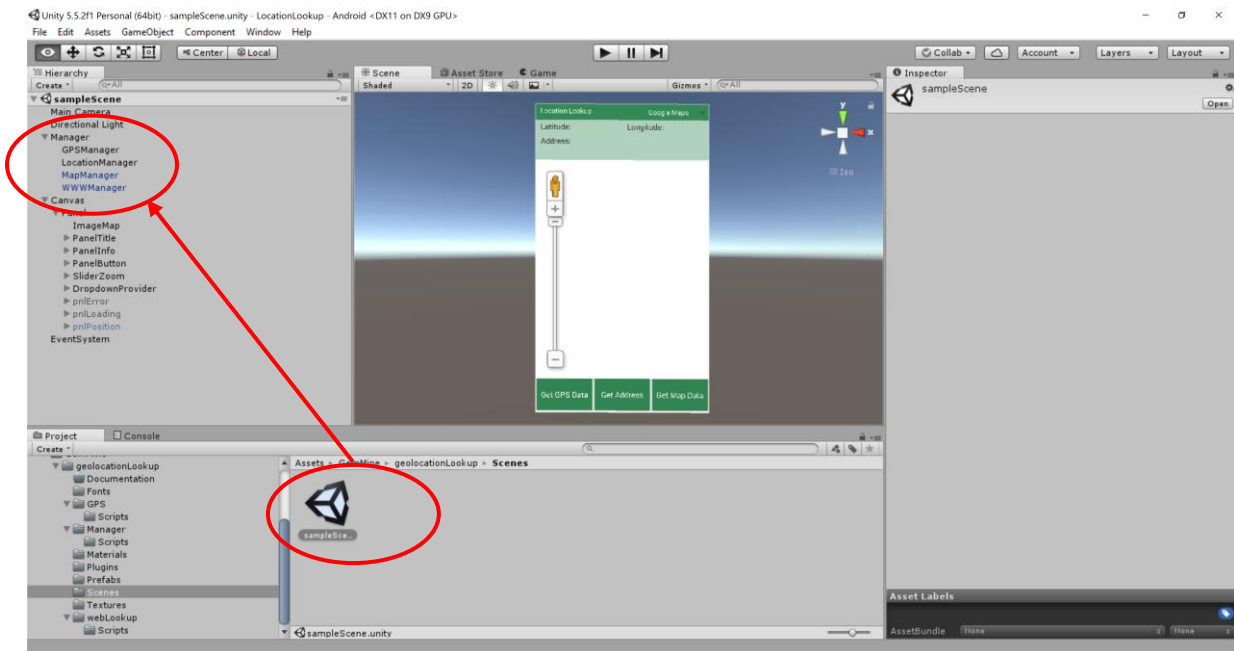 Unity 5.5.2f1 Personal (64bit) - sampleScene.unity - LocationLookup - Android <DX11 on DX9 GPU>
File Edit Assets GameObject Component Window Help
Center Local Collab Account Layers Layout
Hierarchy
Create All
sampleScene
Main Camera
Directional Light
Manager
GPSManager
LocationManager
MapManager
WWWManager
Canvas
ImageMap
PanelTitle
PanelInfo
PanelButton
SliderZoom
DropdownProvider
pnlError
pnlLoading
pnlPosition
EventSystem
Scene Asset Store Game
Shaded 2D Gizmos All
Location Lookup Google Maps
Latitude: Longitude:
Address:
y
x
Iso
Get GPS Data Get Address Get Map Data
Inspector
sampleScene
Open
Project Console
Create
geolocationLookup
Documentation
Fonts
GPS
Scripts
Manager
Scripts
Materials
Plugins
Prefabs
Scenes
Textures
webLookup
Scripts
Assets geolocationLookup Scenes
sampleSce..
sampleScene.unity
Asset Labels
AssetBundle None None